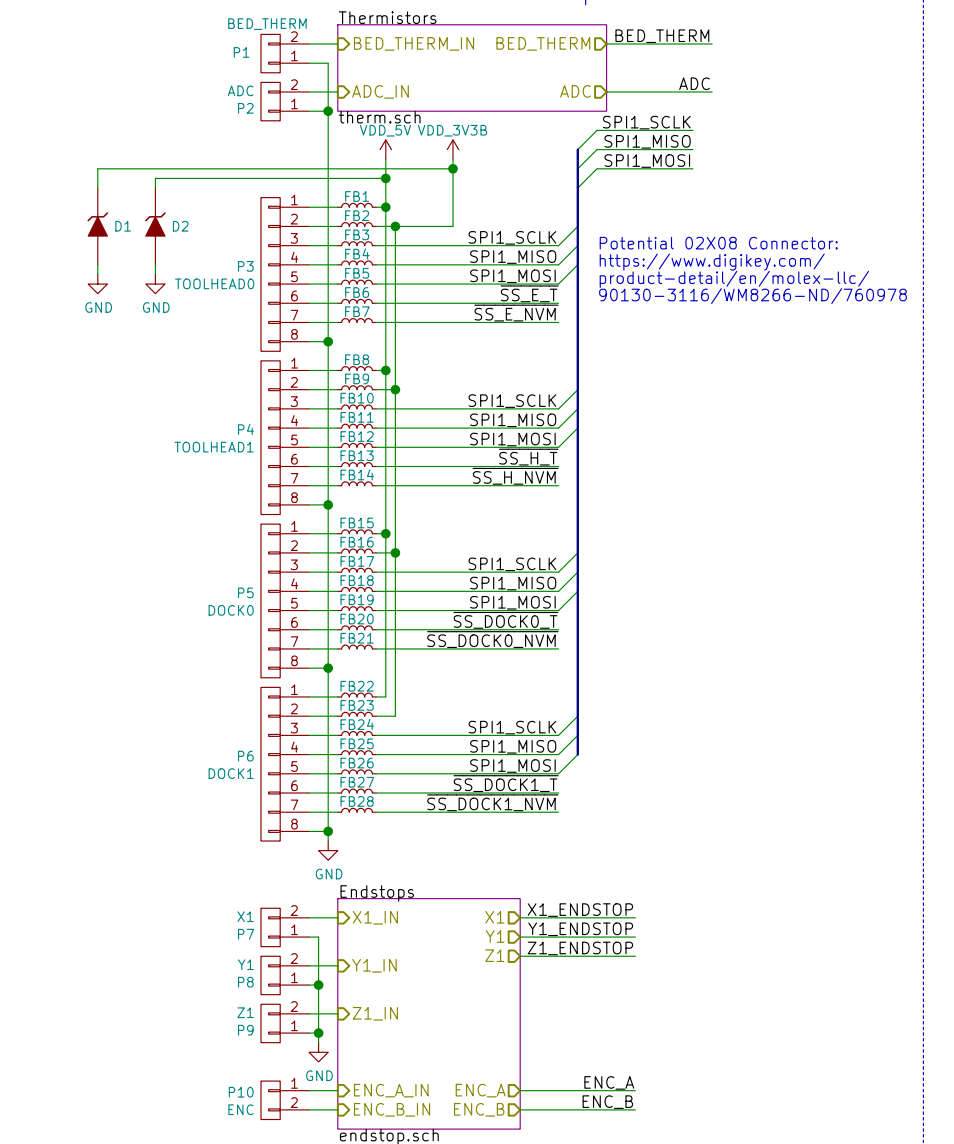 BED_THERM
P1
2
1
Thermistors
BED_THERM_IN
BED_THERM
BED_THERM
ADC
P2
2
1
ADC_IN
ADC
ADC
therm.sch
VDD_5V
VDD_3V3B
SPI1_SCLK
SPI1_MISO
SPI1_MOSI
D1
D2
GND
GND
P3
TOOLHEAD0
1
FB1
2
FB2
3
FB3
SPI1_SCLK
4
FB4
SPI1_MISO
5
FB5
SPI1_MOSI
6
FB6
SS_E_T
7
FB7
SS_E_NVM
8
Potential 02X08 Connector:
https://www.digikey.com/
product-detail/en/molex-llc/
90130-3116/WM8266-ND/760978
P4
TOOLHEAD1
1
FB8
2
FB9
3
FB10
SPI1_SCLK
4
FB11
SPI1_MISO
5
FB12
SPI1_MOSI
6
FB13
SS_H_T
7
FB14
SS_H_NVM
8
P5
DOCK0
1
FB15
2
FB16
3
FB17
SPI1_SCLK
4
FB18
SPI1_MISO
5
FB19
SPI1_MOSI
6
FB20
SS_DOCK0_T
7
FB21
SS_DOCK0_NVM
8
P6
DOCK1
1
FB22
2
FB23
3
FB24
SPI1_SCLK
4
FB25
SPI1_MISO
5
FB26
SPI1_MOSI
6
FB27
SS_DOCK1_T
7
FB28
SS_DOCK1_NVM
8
GND
Endstops
X1
P7
2
1
X1_IN
X1
X1_ENDSTOP
Y1
Y1_ENDSTOP
Z1
Z1_ENDSTOP
Y1
P8
2
1
Y1_IN
Z1
P9
2
1
Z1_IN
GND
P10
ENC
1
2
ENC_A_IN
ENC_A
ENC_A
ENC_B_IN
ENC_B
ENC_B
endstop.sch